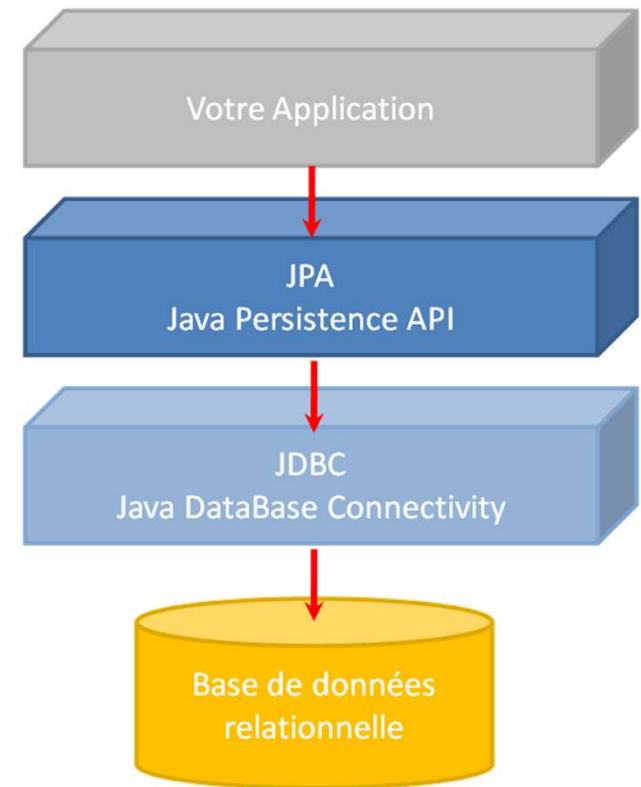 Votre Application
JPA
Java Persistence API
JDBC
Java DataBase Connectivity
Base de données
relationnelle